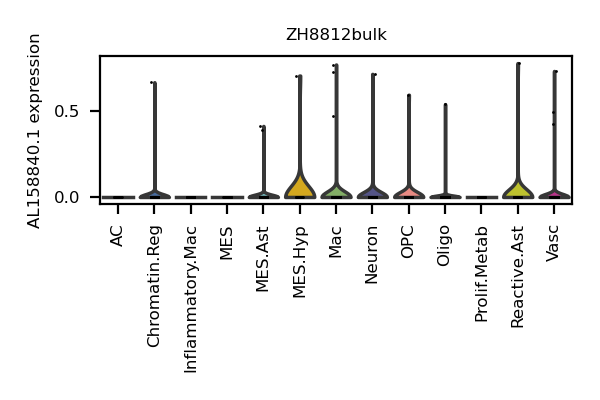 ZH8812bulk
AL158840.1 expression
0.5
0.0
AC
Chromatin.Reg
Inflammatory.Mac
MES
MES.Ast
MES.Hyp
Mac
Neuron
OPC
Oligo
Prolif.Metab
Reactive.Ast
Vasc